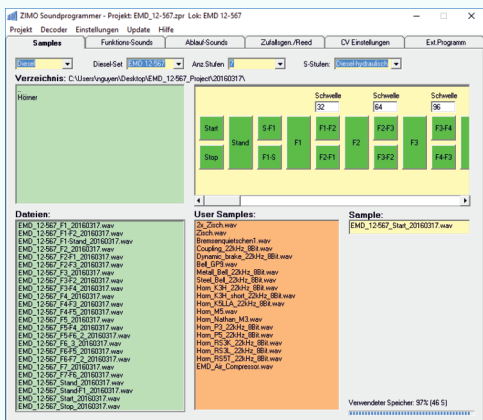 ZIMO Soundprogrammer - Projekt: EMD_12-567.zpr Lok: EMD 12-567
Projekt Decoder Einstellungen Update Hilfe
Samples Funktions-Sounds Ablauf-Sounds Zufallsgen./Reed CV Einstellungen Ext.Programm
Diesel Diesel-Set EMD_12-567 Anz.Stufen 7 S-Stufen: Diesel-hydraulisch
Verzeichnis: C:\Users\nguyen\Desktop\EMD_12-567_Project\20160317\
..
Hörner
Schwelle Schwelle Schwelle
32 64 96
Start S-F1 F1-F2 F2-F3 F3-F4
Stand F1 F2 F3
Stop F1-S F2-F1 F3-F2 F4-F3
Dateien:
EMD_12-567_F1_20160317.wav
EMD_12-567_F1-F2_20160317.wav
EMD_12-567_F1-Stand_20160317.wav
EMD_12-567_F2_20160317.wav
EMD_12-567_F2-F1_20160317.wav
EMD_12-567_F2-F3_20160317.wav
EMD_12-567_F3_20160317.wav
EMD_12-567_F3-F2_20160317.wav
EMD_12-567_F3-F4_20160317.wav
EMD_12-567_F4_20160317.wav
EMD_12-567_F4-F3_20160317.wav
EMD_12-567_F4-F5_20160317.wav
EMD_12-567_F5_20160317.wav
EMD_12-567_F5-F4_20160317.wav
EMD_12-567_F5-F6_2_20160317.wav
EMD_12-567_F6_3_20160317.wav
EMD_12-567_F6-F5_20160317.wav
EMD_12-567_F6-F7_2_20160317.wav
EMD_12-567_F7_20160317.wav
EMD_12-567_F7-F6_20160317.wav
EMD_12-567_Stand_20160317.wav
EMD_12-567_Stand-F1_20160317.wav
EMD_12-567_Start_20160317.wav
EMD_12-567_Stop_20160317.wav
User Samples:
2x_Zisch.wav
Zisch.wav
Bremsenquietschen1.wav
Coupling_22kHz_8Bit.wav
Dynamic_brake_22kHz_8Bit.wav
Bell_GP9.wav
Metall_Bell_22kHz_8Bit.wav
Steel_Bell_22kHz_8Bit.wav
Horn_K3H_22kHz_8Bit.wav
Horn_K3H_short_22kHz_8Bit.wav
Horn_K5LLA_22kHz_8Bit.wav
Horn_M5.wav
Horn_Nathan_M3.wav
Horn_P3_22kHz_8Bit.wav
Horn_P5_22kHz_8Bit.wav
Horn_RS3K_22kHz_8Bit.wav
Horn_RS3L_22kHz_8Bit.wav
Horn_RS5T_22kHz_8Bit.wav
EMD_Air_Compressor.wav
Sample:
EMD_12-567_Start_20160317.wav
Verwendeter Speicher: 97% (46 S)